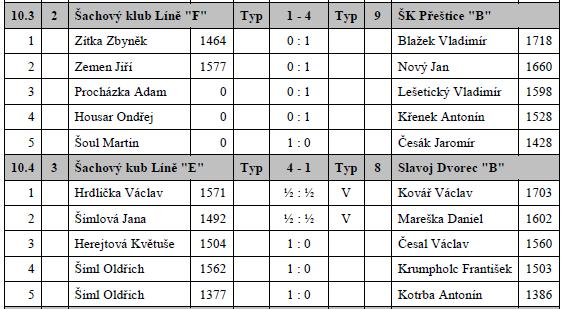 10.3 2 Šachový klub Líně "F" Typ 1 - 4 Typ 9 ŠK Přeštice "B"
1 Zítka Zbyněk 1464 0 : 1 Blažek Vladimír 1718
2 Zemen Jiří 1577 0 : 1 Nový Jan 1660
3 Procházka Adam 0 0 : 1 Lešetický Vladimír 1598
4 Housar Ondřej 0 0 : 1 Křenek Antonín 1528
5 Šoul Martin 0 1 : 0 Česák Jaromír 1428
10.4 3 Šachový kub Líně "E" Typ 4 - 1 Typ 8 Slavoj Dvorec "B"
1 Hrdlička Václav 1571 ½ : ½ V Kovář Václav 1703
2 Šimlová Jana 1492 ½ : ½ V Mareška Daniel 1602
3 Herejtová Květuše 1504 1 : 0 Česal Václav 1560
4 Šiml Oldřich 1562 1 : 0 Krumpholc František 1503
5 Šiml Oldřich 1377 1 : 0 Kotrba Antonín 1386